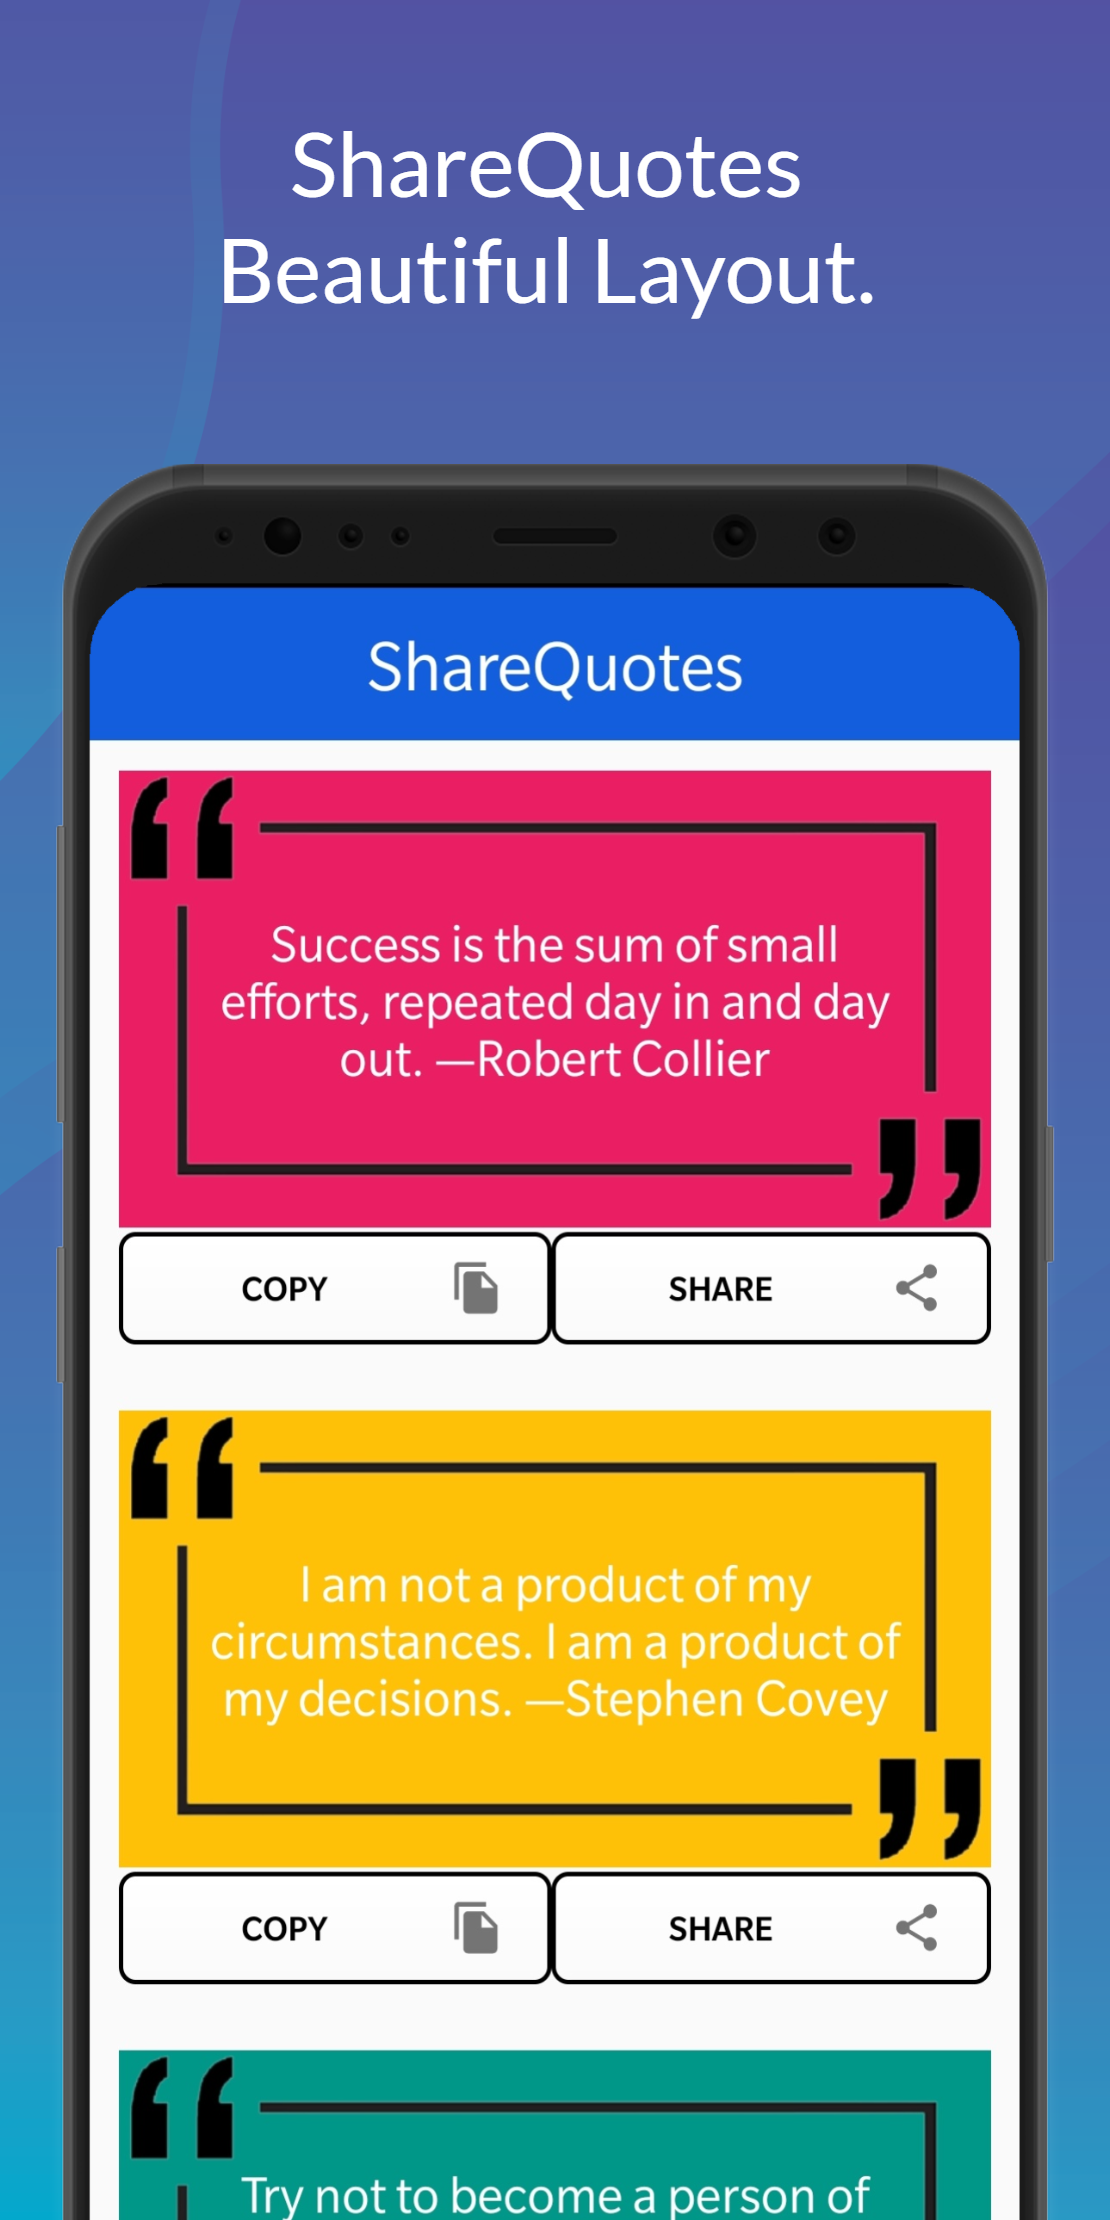 ShareQuotes
Beautiful Layout.
ShareQuotes
Success is the sum of small
efforts, repeated day in and day
out. —Robert Collier
COPY
SHARE
I am not a product of my
circumstances. I am a product of
my decisions. —Stephen Covey
COPY
SHARE
Try not to become a person of